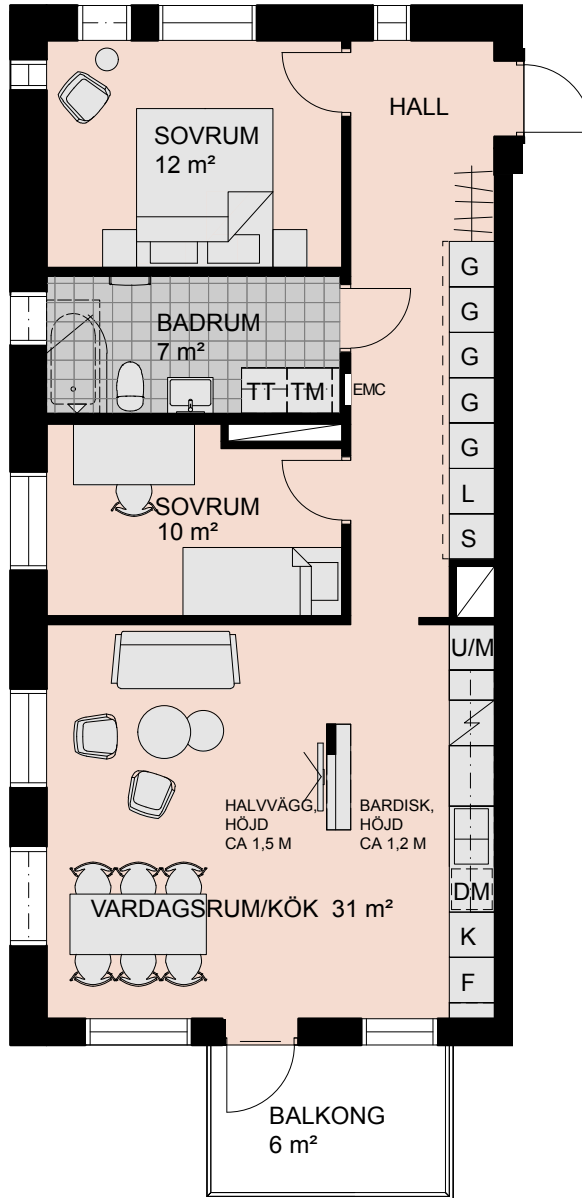 HALL
SOVRUM
12 m²
G
G
BADRUM
7 m²
G
TT
TM
EMC
G
G
L
SOVRUM
10 m²
S
U/M
HALVVÄGG,
HÖJD
CA 1,5 M
BARDISK,
HÖJD
CA 1,2 M
DM
VARDAGSRUM/KÖK 31 m²
K
F
BALKONG
6 m²